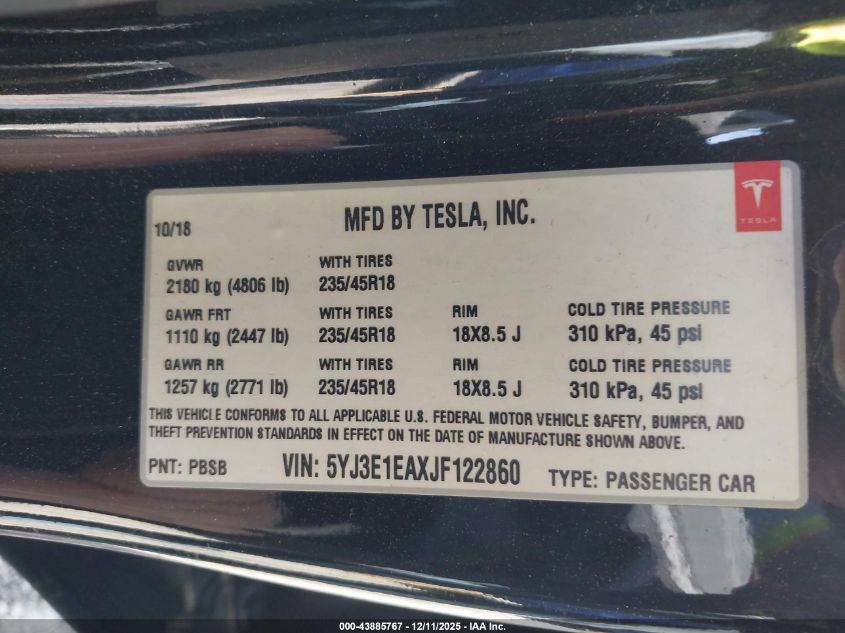 TESLA
10/18 MFD BY TESLA, INC.
GVWR WITH TIRES
2180 kg (4806 lb) 235/45R18
GAWR FRT WITH TIRES RIM COLD TIRE PRESSURE
1110 kg (2447 lb) 235/45R18 18X8.5 J 310 kPa, 45 psi
GAWR RR WITH TIRES RIM COLD TIRE PRESSURE
1257 kg (2771 lb) 235/45R18 18X8.5 J 310 kPa, 45 psi
THIS VEHICLE CONFORMS TO ALL APPLICABLE U.S. FEDERAL MOTOR VEHICLE SAFETY, BUMPER, AND
THEFT PREVENTION STANDARDS IN EFFECT ON THE DATE OF MANUFACTURE SHOWN ABOVE.
PNT: PBSB VIN: 5YJ3E1EAXJF122860 TYPE: PASSENGER CAR
000-43885767 - 12/11/2025 - IAA Inc.